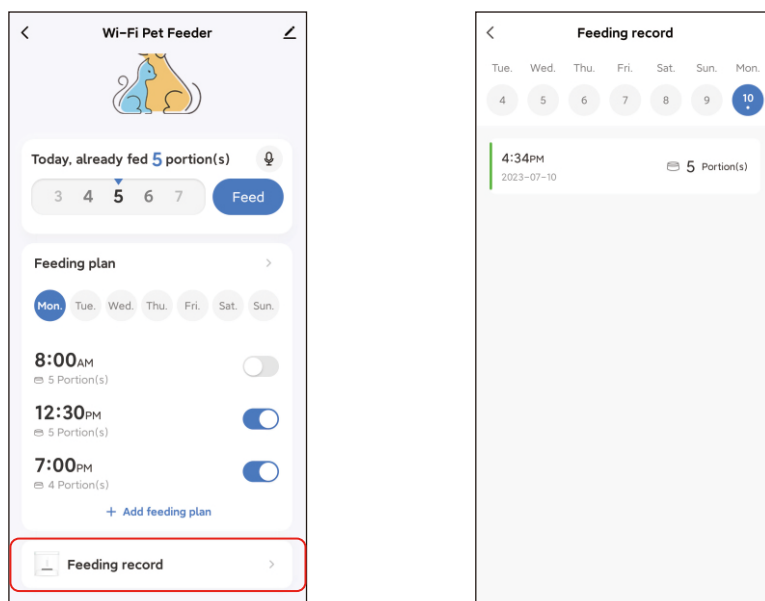 Wi-Fi Pet Feeder
Today, already fed 5 portion(s)
3 4 5 6 7 Feed
Feeding plan
Mon. Tue. Wed. Thu. Fri. Sat. Sun.
8:00AM
5 Portion(s)
12:30PM
5 Portion(s)
7:00PM
4 Portion(s)
+ Add feeding plan
Feeding record
Feeding record
Tue. Wed. Thu. Fri. Sat. Sun. Mon.
4 5 6 7 8 9 10
4:34PM
5 Portion(s)
2023-07-10